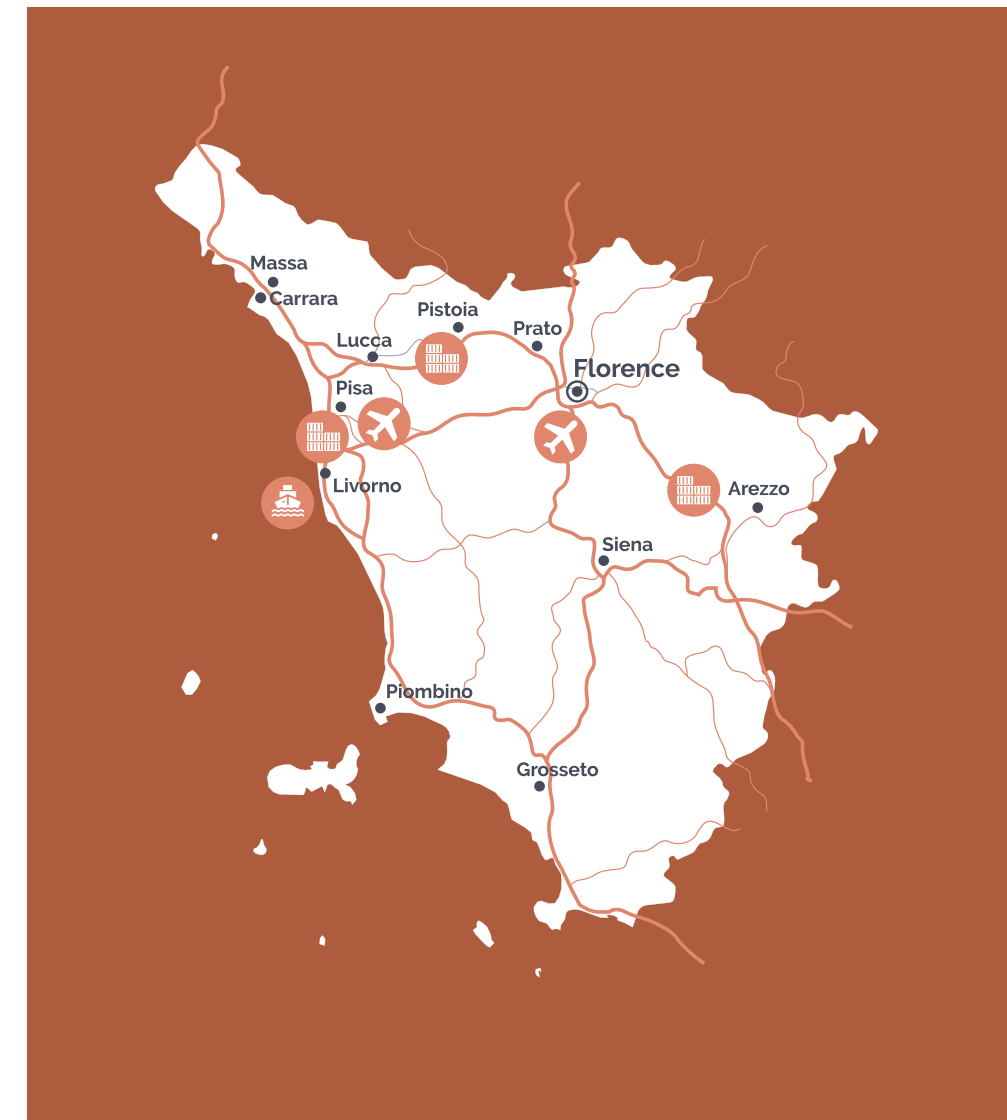 Massa
Carrara
Pistoia
Prato
Lucca
Florence
Pisa
Livorno
Arezzo
Siena
Piombino
Grosseto